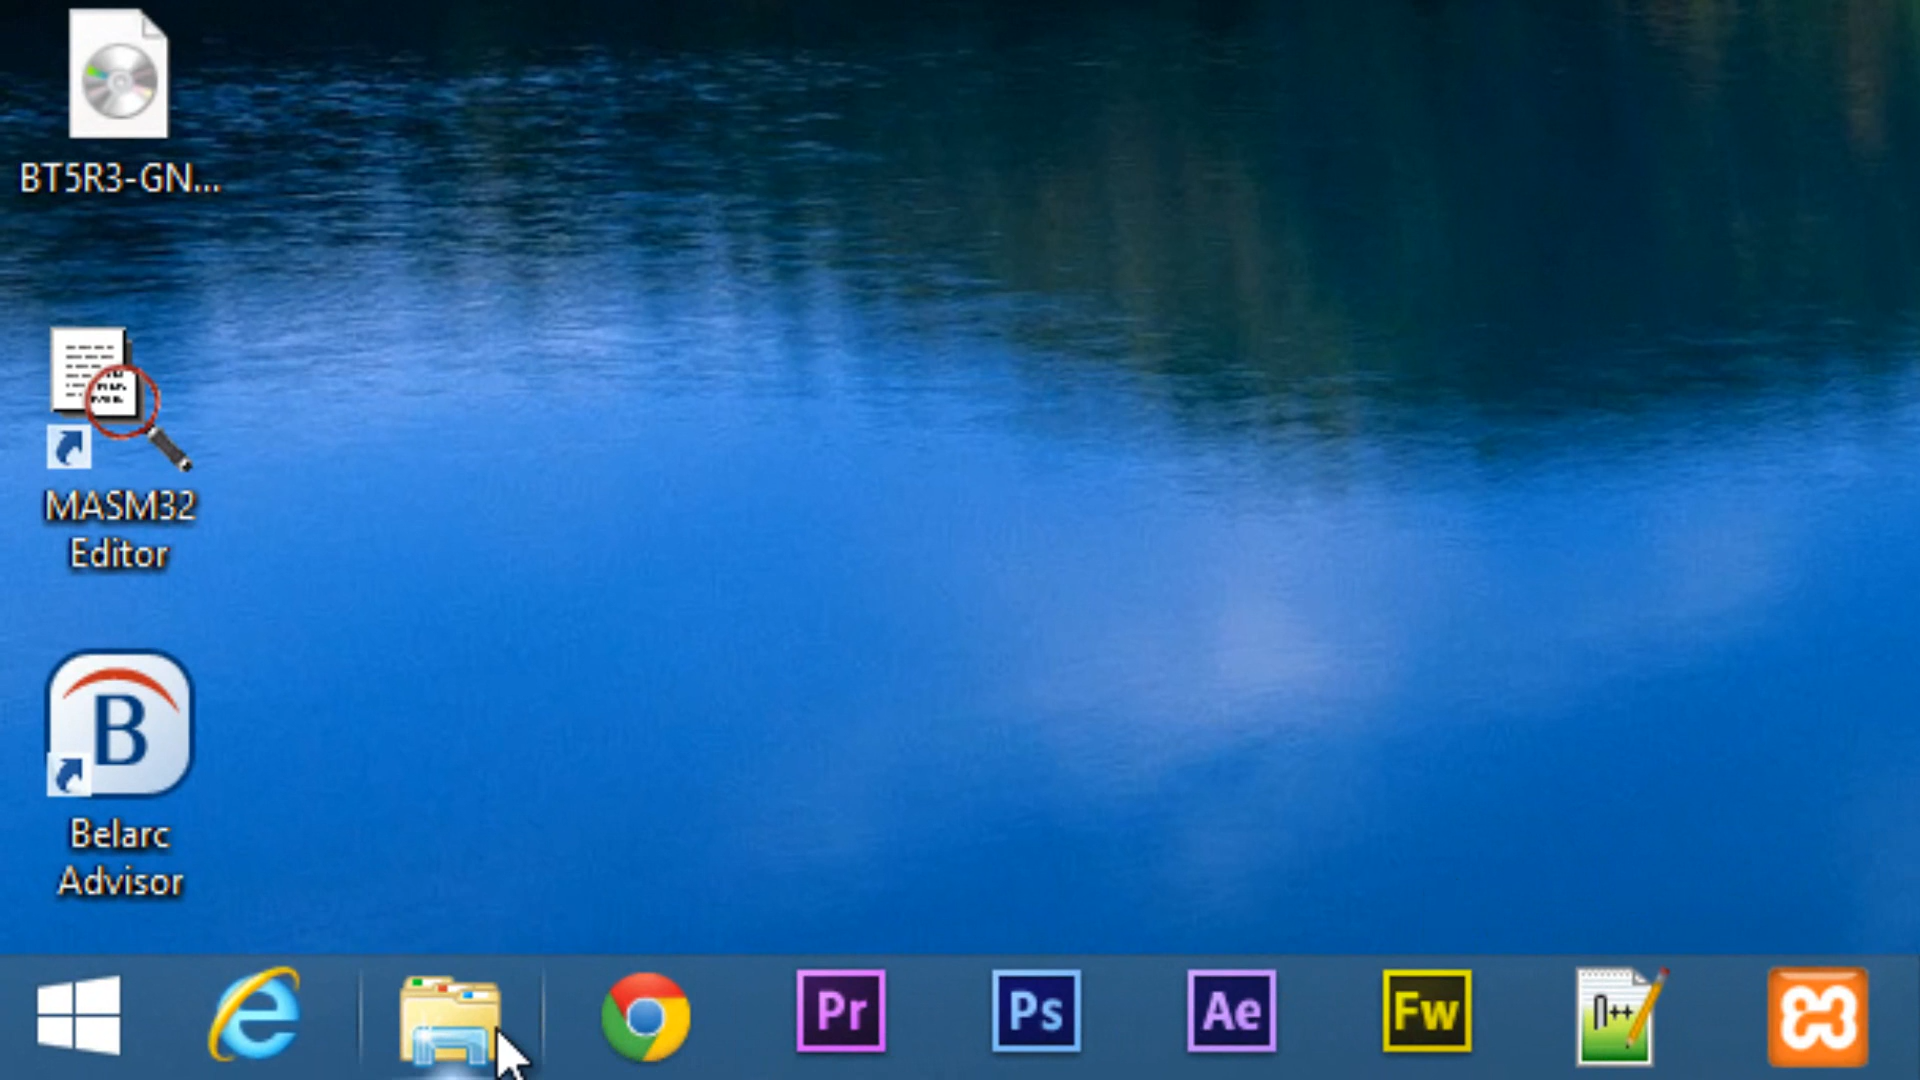 BT5R3-GN...
MASM32
Editor
B
Belarc
Advisor
Pr
Ps
Ae
Fw
n++